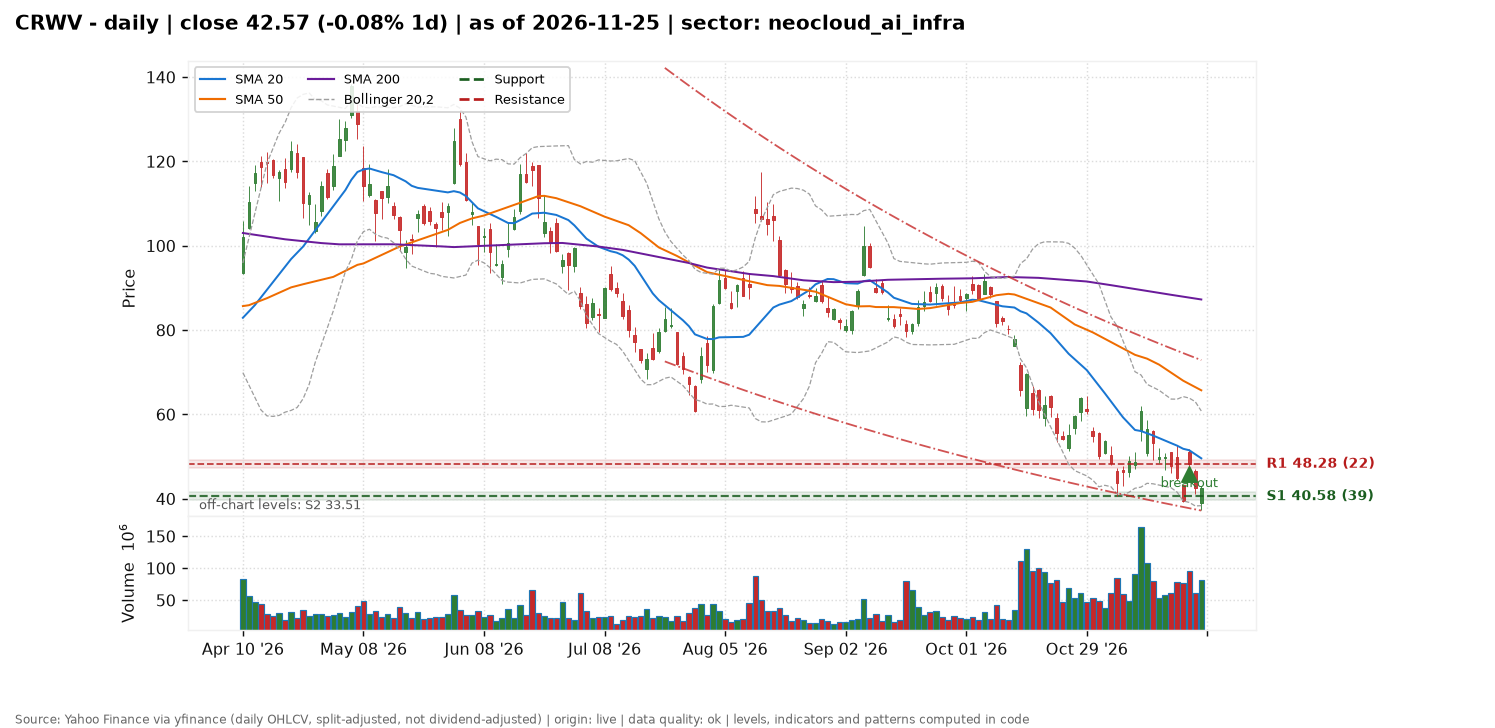 CRWV - daily | close 42.57 (-0.08% 1d) | as of 2026-11-25 | sector: neocloud_ai_infra
SMA 20
SMA 50
SMA 200
Bollinger 20,2
Support
Resistance
Price
140
120
100
80
60
40
R1 48.28 (22)
breakout
S1 40.58 (39)
off-chart levels: S2 33.51
Volume 10⁶
150
100
50
Apr 10 '26
May 08 '26
Jun 08 '26
Jul 08 '26
Aug 05 '26
Sep 02 '26
Oct 01 '26
Oct 29 '26
Source: Yahoo Finance via yfinance (daily OHLCV, split-adjusted, not dividend-adjusted) | origin: live | data quality: ok | levels, indicators and patterns computed in code